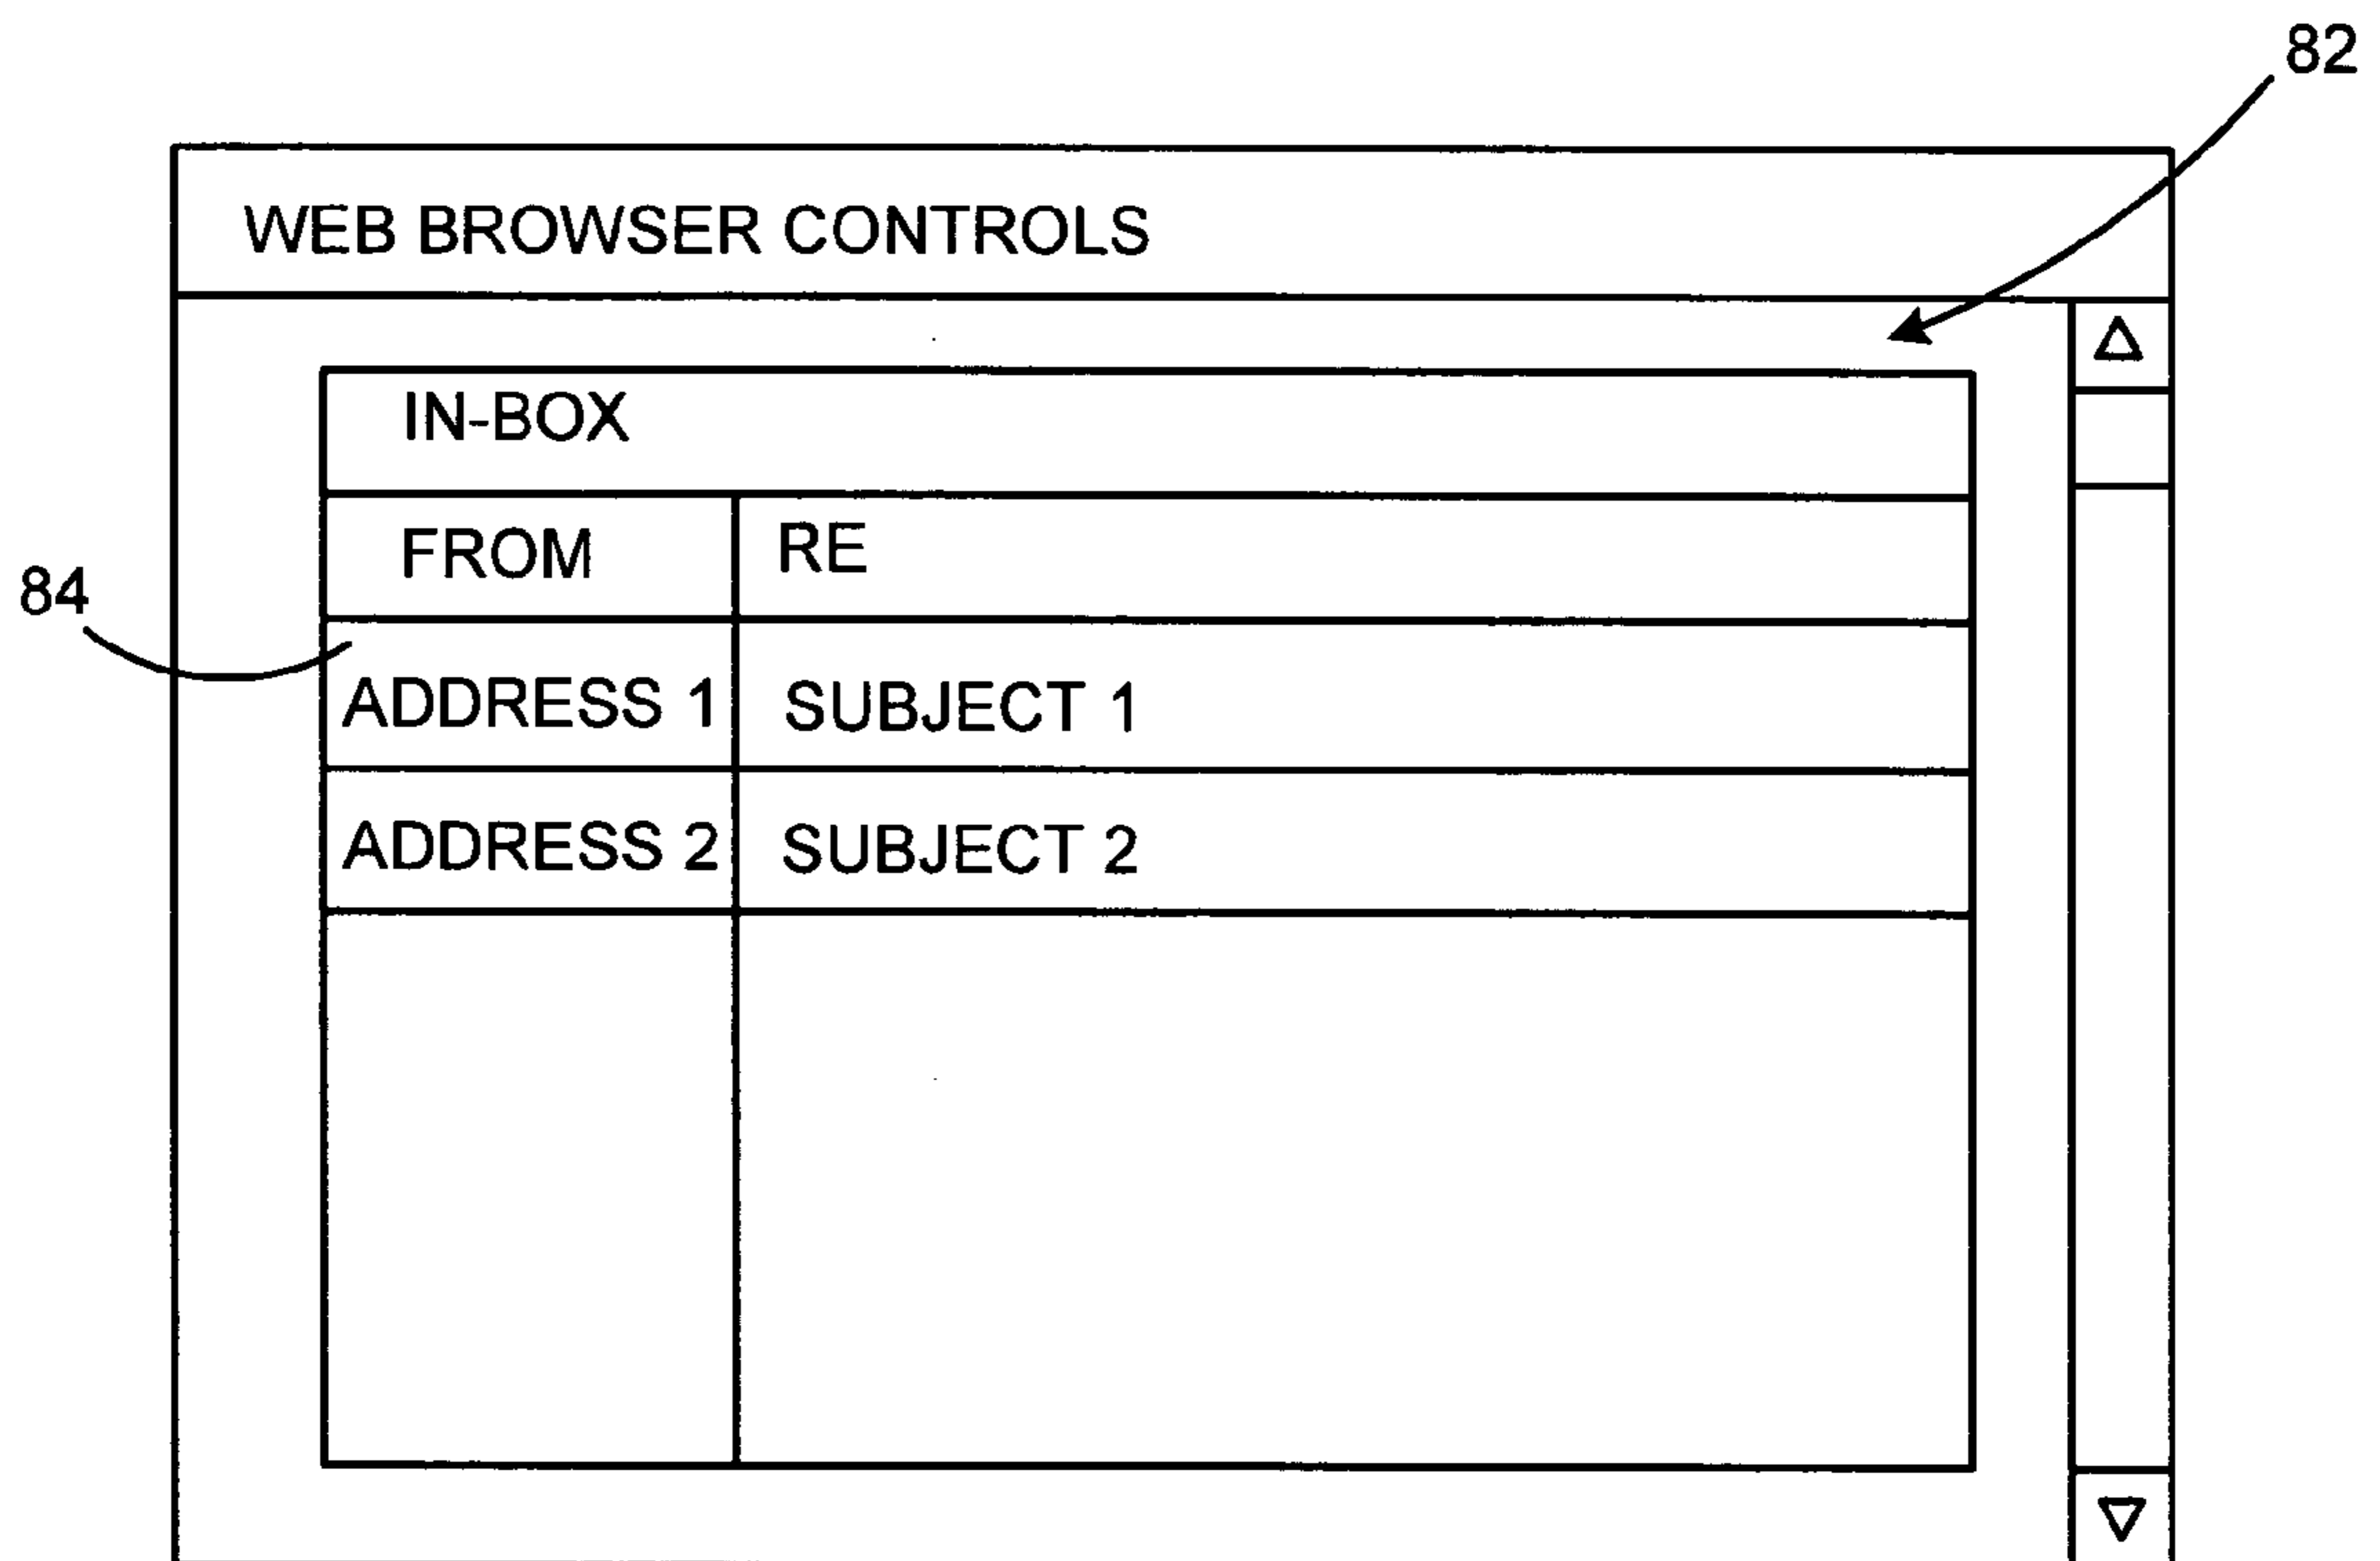 82
WEB BROWSER CONTROLS
IN-BOX
FROM RE
84
ADDRESS 1 SUBJECT 1
ADDRESS 2 SUBJECT 2